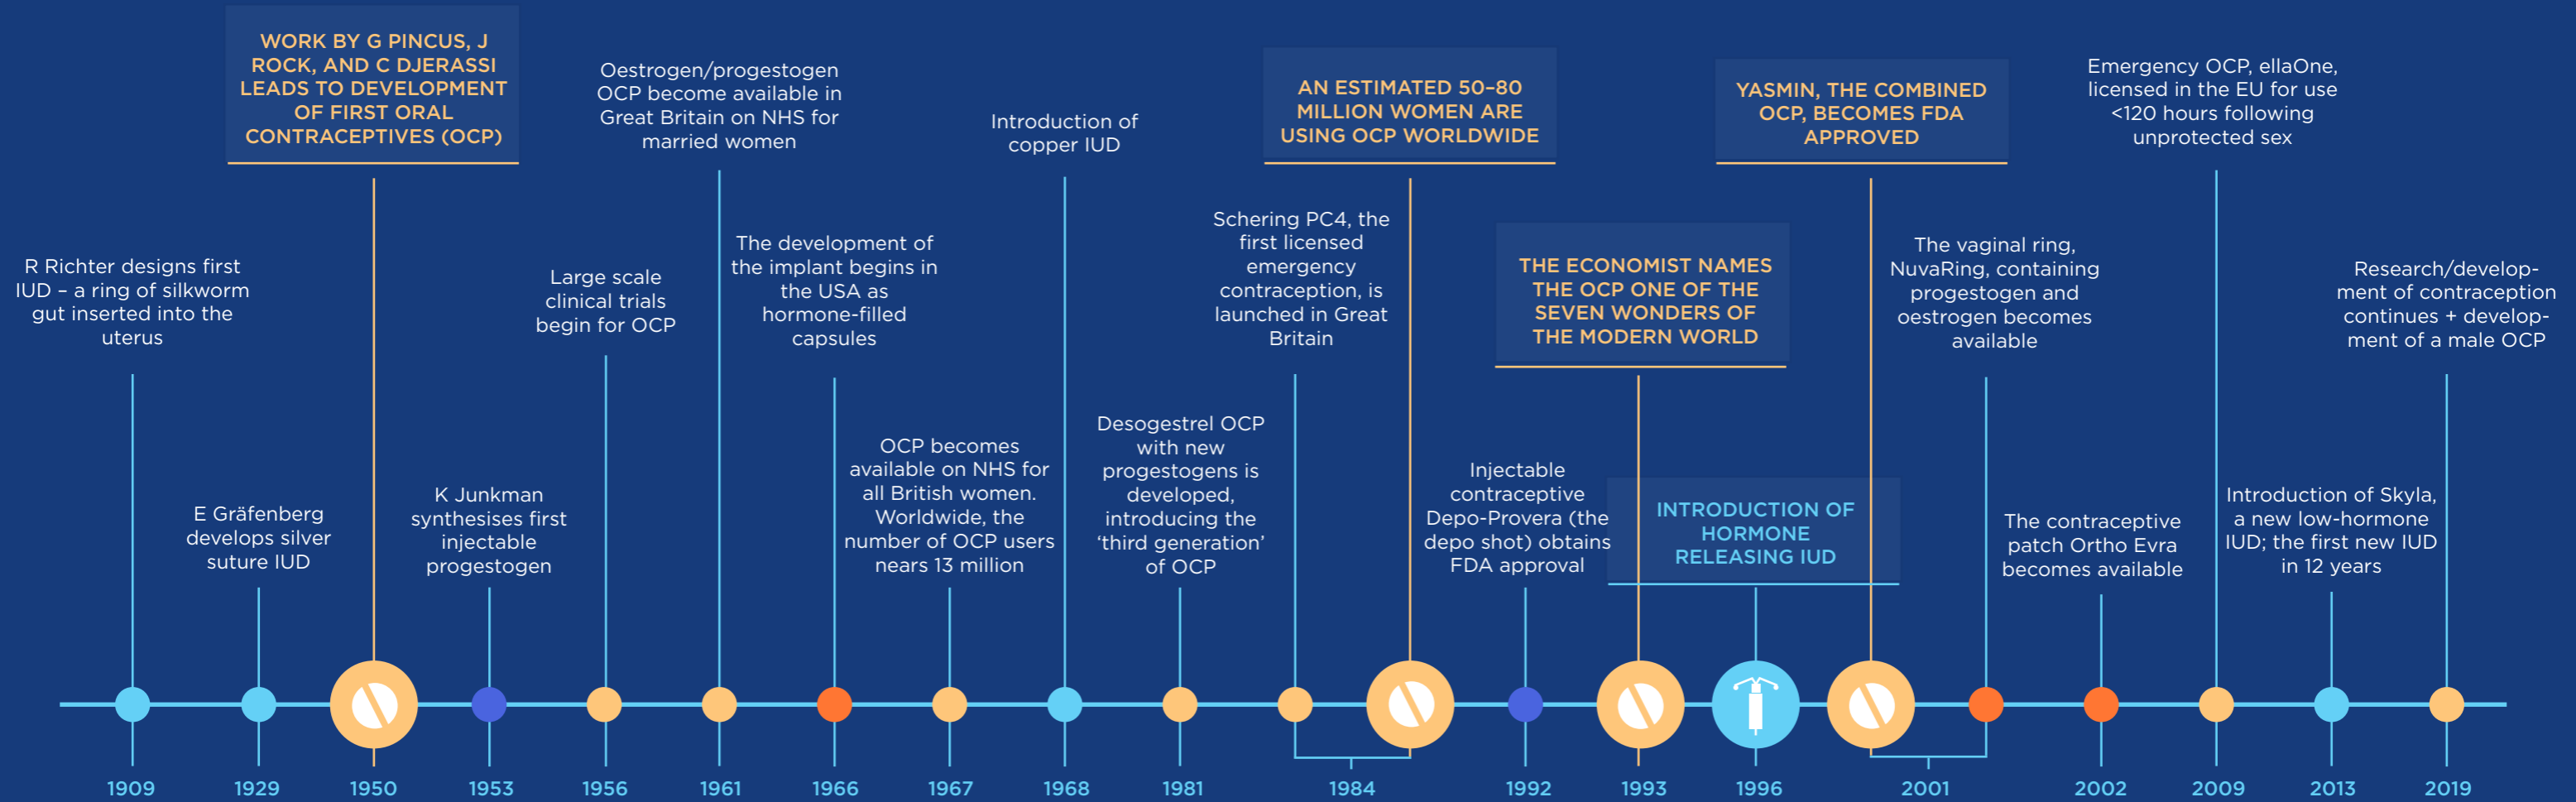 WORK BY G PINCUS, J
ROCK, AND C DJERASSI
LEADS TO DEVELOPMENT
OF FIRST ORAL
CONTRACEPTIVES (OCP)
Oestrogen/progestogen
OCP become available in
Great Britain on NHS for
married women
Introduction of
copper IUD
AN ESTIMATED 50–80
MILLION WOMEN ARE
USING OCP WORLDWIDE
YASMIN, THE COMBINED
OCP, BECOMES FDA
APPROVED
Emergency OCP, ellaOne,
licensed in the EU for use
<120 hours following
unprotected sex
R Richter designs first
IUD – a ring of silkworm
gut inserted into the
uterus
Large scale
clinical trials
begin for OCP
The development of
the implant begins in
the USA as
hormone-filled
capsules
Schering PC4, the
first licensed
emergency
contraception, is
launched in Great
Britain
THE ECONOMIST NAMES
THE OCP ONE OF THE
SEVEN WONDERS OF
THE MODERN WORLD
The vaginal ring,
NuvaRing, containing
progestogen and
oestrogen becomes
available
Research/develop-
ment of contraception
continues + develop-
ment of a male OCP
E Gräfenberg
develops silver
suture IUD
K Junkman
synthesises first
injectable
progestogen
OCP becomes
available on NHS for
all British women.
Worldwide, the
number of OCP users
nears 13 million
Desogestrel OCP
with new
progestogens is
developed,
introducing the
‘third generation’
of OCP
Injectable
contraceptive
Depo-Provera (the
depo shot) obtains
FDA approval
INTRODUCTION OF
HORMONE
RELEASING IUD
The contraceptive
patch Ortho Evra
becomes available
Introduction of Skyla,
a new low-hormone
IUD; the first new IUD
in 12 years
1909
1929
1950
1953
1956
1961
1966
1967
1968
1981
1984
1992
1993
1996
2001
2002
2009
2013
2019